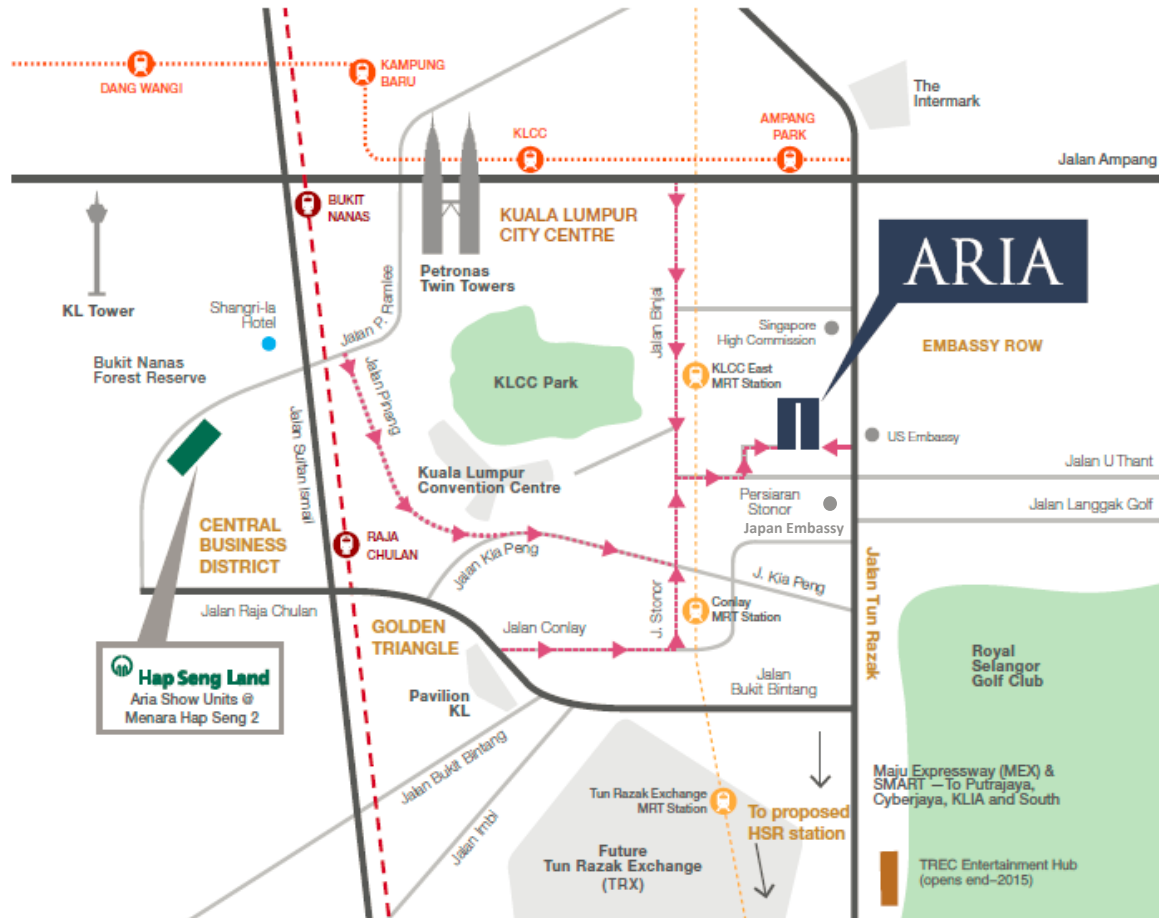 DANG WANGI
KAMPUNG
BARU
KLCC
AMPANG
PARK
The
Intermark
Jalan Ampang
BUKIT
NANAS
KUALA LUMPUR
CITY CENTRE
ARIA
KL Tower
Petronas
Twin Towers
Jalan P. Ramlee
Jalan Binjai
Shangri-la
Hotel
Singapore
High Commission
EMBASSY ROW
Bukit Nanas
Forest Reserve
Jalan Pinang
KLCC Park
KLCC East
MRT Station
Jalan Sultan Ismail
US Embassy
Kuala Lumpur
Convention Centre
Jalan U Thant
Persiaran
Stonor
Japan Embassy
Jalan Langgak Golf
CENTRAL
BUSINESS
DISTRICT
RAJA
CHULAN
Jalan Kia Peng
J. Kia Peng
Jalan Tun Razak
Jalan Raja Chulan
GOLDEN
TRIANGLE
Jalan Conlay
J. Stonor
Conlay
MRT Station
Royal
Selangor
Golf Club
Hap Seng Land
Aria Show Units @
Menara Hap Seng 2
Pavilion
KL
Jalan
Bukit Bintang
Jalan Bukit Bintang
Jalan Imbi
Tun Razak Exchange
MRT Station
To proposed
HSR station
Maju Expressway (MEX) &
SMART —To Putrajaya,
Cyberjaya, KLIA and South
Future
Tun Razak Exchange
(TRX)
TREC Entertainment Hub
(opens end–2015)